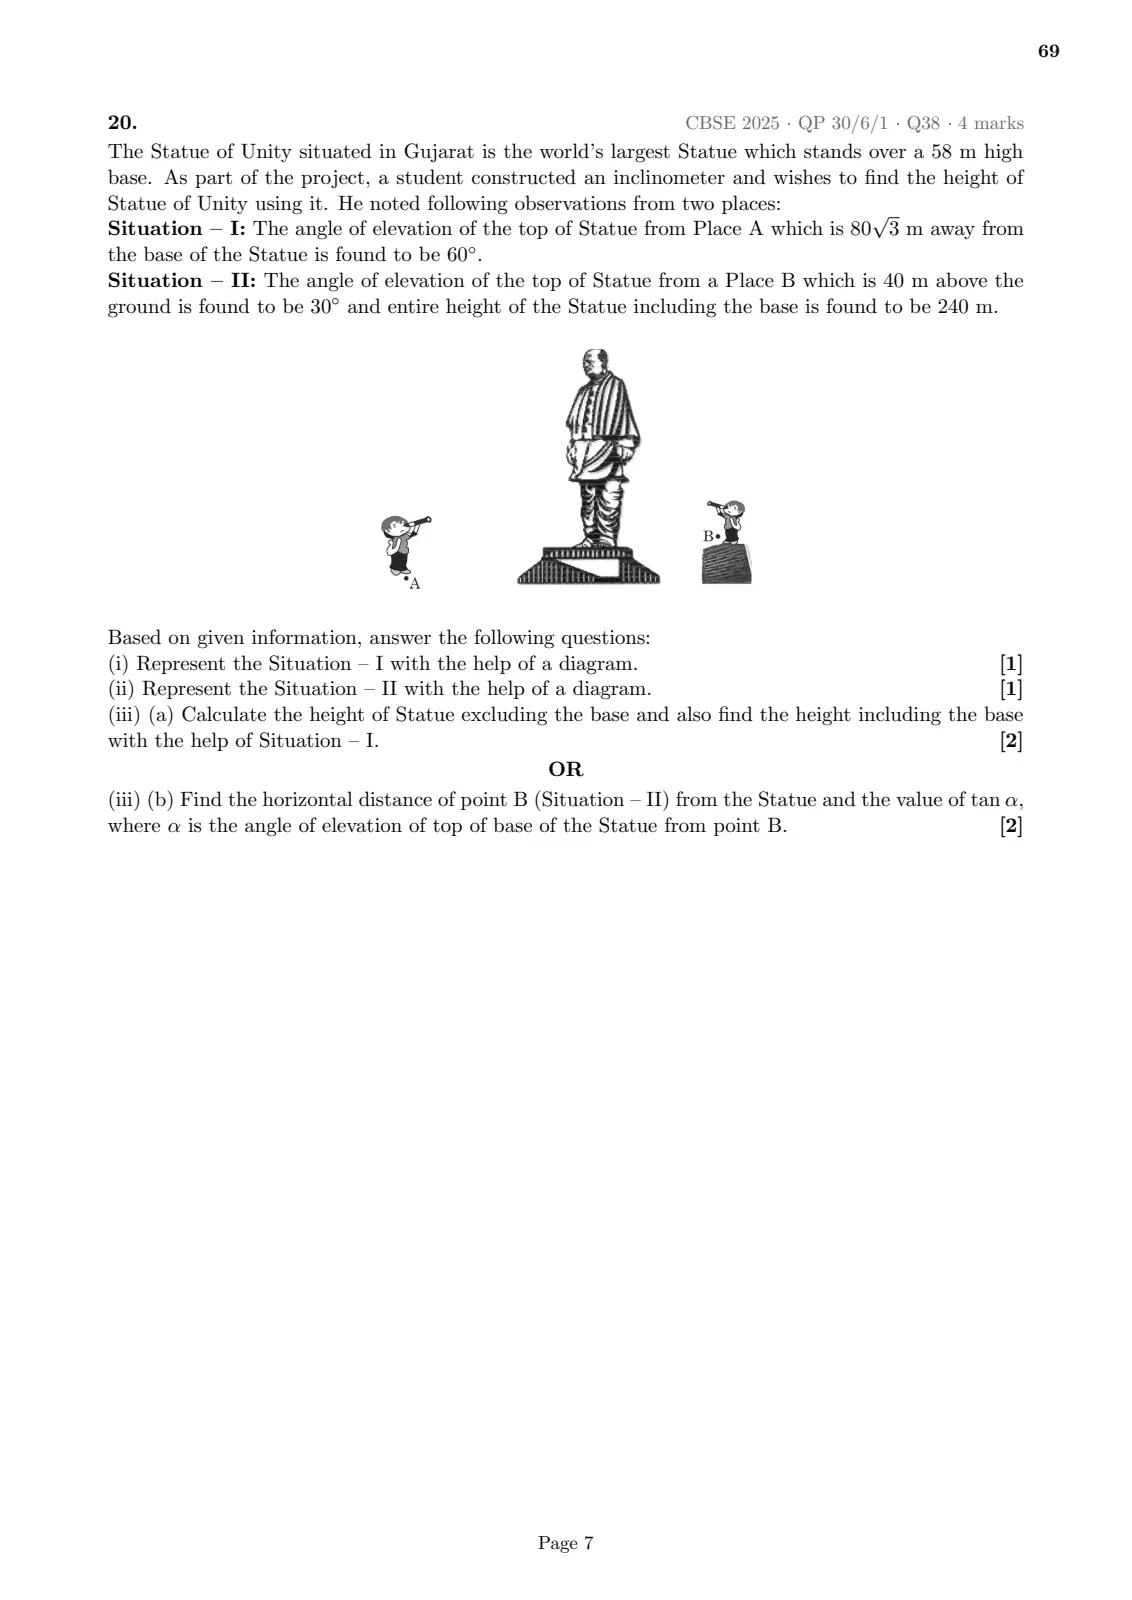 69
20. CBSE 2025 · QP 30/6/1 · Q38 · 4 marks
The Statue of Unity situated in Gujarat is the world's largest Statue which stands over a 58 m high
base. As part of the project, a student constructed an inclinometer and wishes to find the height of
Statue of Unity using it. He noted following observations from two places:
Situation – I: The angle of elevation of the top of Statue from Place A which is 80√3 m away from
the base of the Statue is found to be 60°.
Situation – II: The angle of elevation of the top of Statue from a Place B which is 40 m above the
ground is found to be 30° and entire height of the Statue including the base is found to be 240 m.
B
A
Based on given information, answer the following questions:
(i) Represent the Situation – I with the help of a diagram. [1]
(ii) Represent the Situation – II with the help of a diagram. [1]
(iii) (a) Calculate the height of Statue excluding the base and also find the height including the base
with the help of Situation – I. [2]
OR
(iii) (b) Find the horizontal distance of point B (Situation – II) from the Statue and the value of tan α,
where α is the angle of elevation of top of base of the Statue from point B. [2]
Page 7